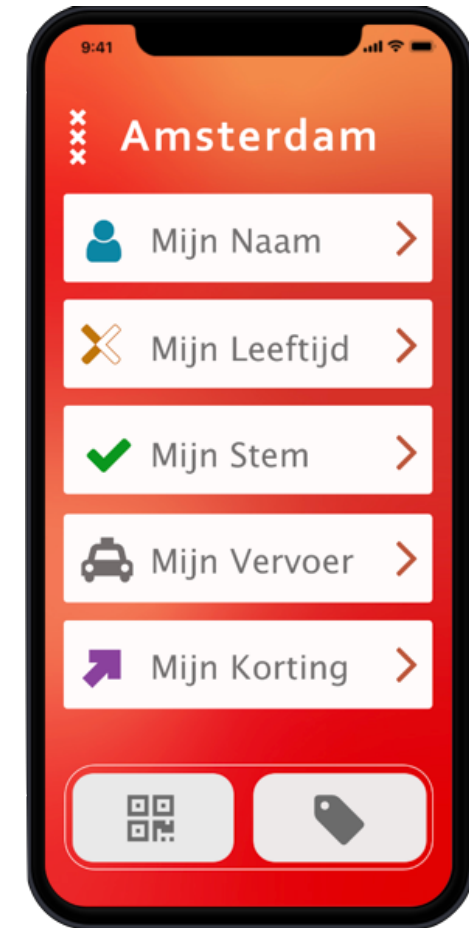 9:41
Amsterdam
Mijn Naam
Mijn Leeftijd
Mijn Stem
Mijn Vervoer
Mijn Korting